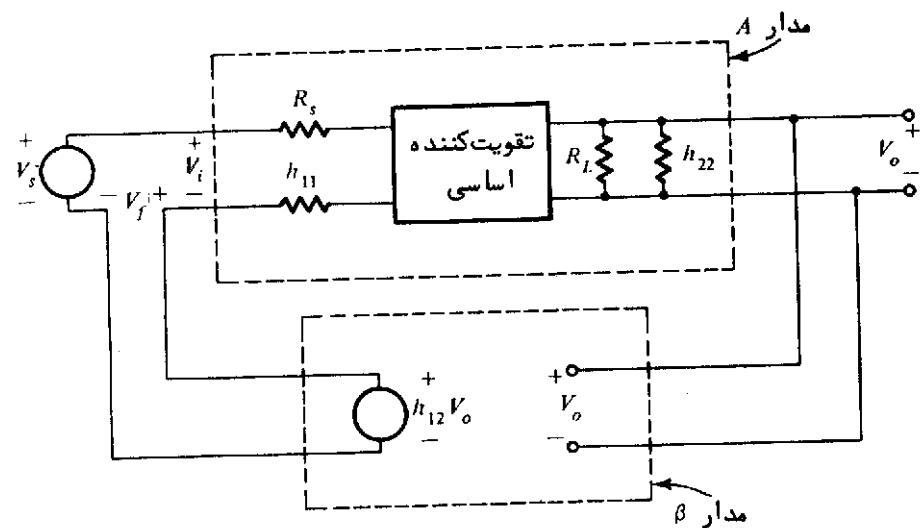 مدار A
R_s
+
V_s
−
− V_f +
+
V_i
−
h_11
تقویت‌کننده
اساسی
R_L
h_22
+
V_o
−
+
h_12 V_o
−
+
V_o
−
مدار β